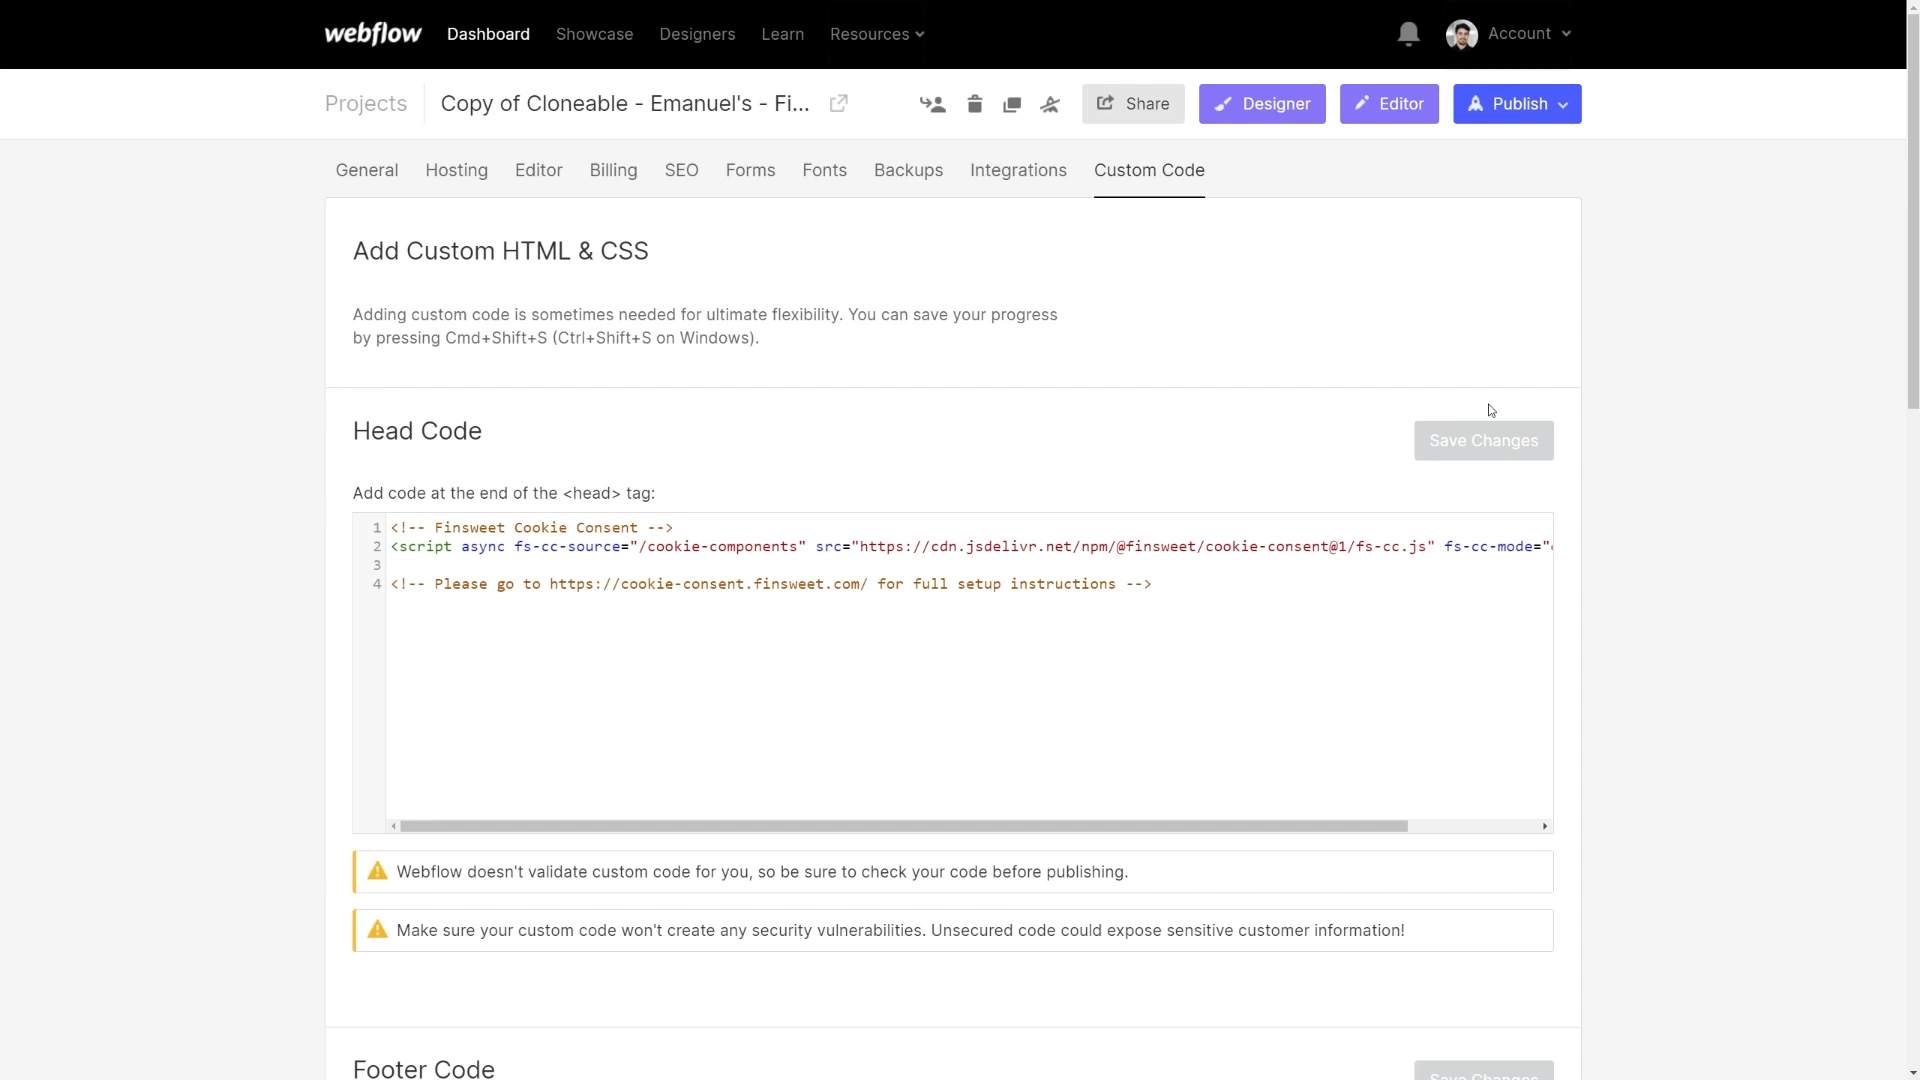 webflow Dashboard Showcase Designers Learn Resources Account
Projects Copy of Cloneable - Emanuel's - Fi... Share Designer Editor Publish
General Hosting Editor Billing SEO Forms Fonts Backups Integrations Custom Code
Add Custom HTML & CSS
Adding custom code is sometimes needed for ultimate flexibility. You can save your progress
by pressing Cmd+Shift+S (Ctrl+Shift+S on Windows).
Head Code
Save Changes
Add code at the end of the <head> tag:
1 <!-- Finsweet Cookie Consent -->
2 <script async fs-cc-source="/cookie-components" src="https://cdn.jsdelivr.net/npm/@finsweet/cookie-consent@1/fs-cc.js" fs-cc-mode="
3
4 <!-- Please go to https://cookie-consent.finsweet.com/ for full setup instructions -->
Webflow doesn't validate custom code for you, so be sure to check your code before publishing.
Make sure your custom code won't create any security vulnerabilities. Unsecured code could expose sensitive customer information!
Footer Code
Save Changes